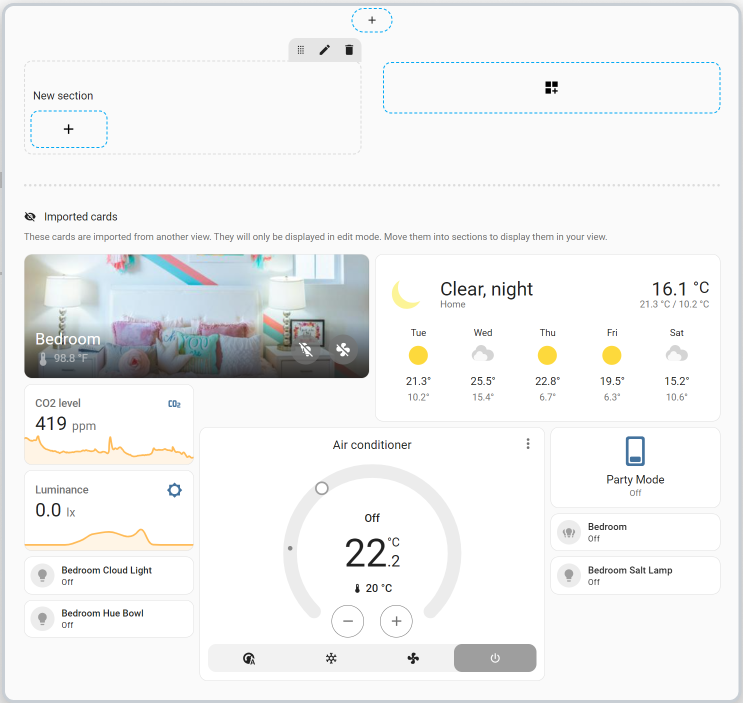 New section
Imported cards
These cards are imported from another view. They will only be displayed in edit mode. Move them into sections to display them in your view.
Bedroom
98.8 °F
Clear, night
Home
16.1 °C
21.3 °C / 10.2 °C
Tue Wed Thu Fri Sat
21.3° 25.5° 22.8° 19.5° 15.2°
10.2° 15.4° 6.7° 6.3° 10.6°
CO2 level
CO₂
419 ppm
Luminance
0.0 lx
Bedroom Cloud Light
Off
Bedroom Hue Bowl
Off
Air conditioner
Off
22.2 °C
20 °C
A
Party Mode
Off
Bedroom
Off
Bedroom Salt Lamp
Off